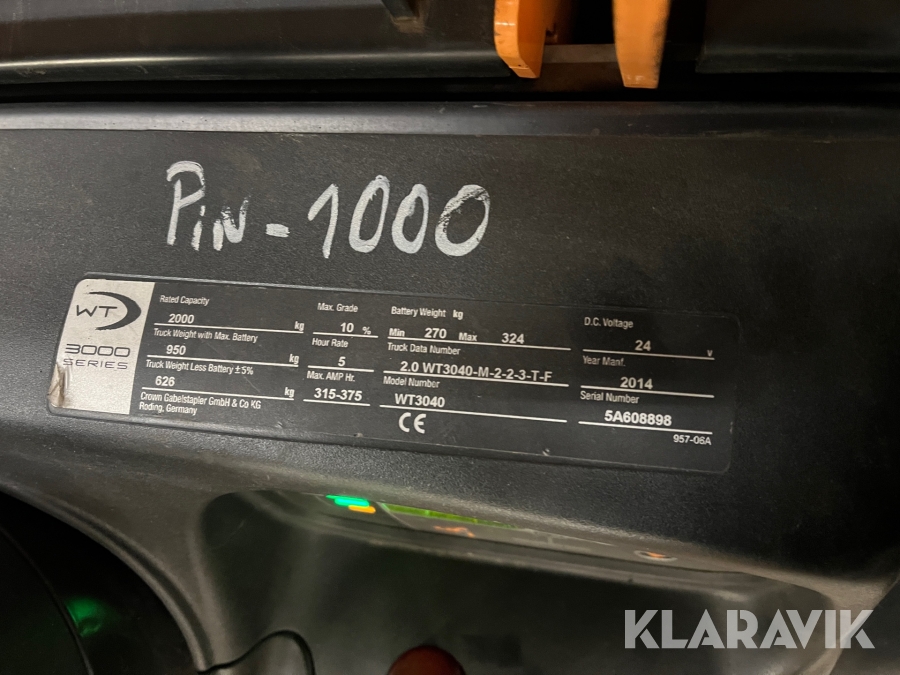 PiN - 1000
WT
3000
SERIES
Rated Capacity
2000 kg
Truck Weight with Max. Battery
950 kg
Truck Weight Less Battery ±5%
626 kg
Crown Gabelstapler GmbH & Co KG
Roding, Germany
Max. Grade
10 %
Hour Rate
5
Max. AMP Hr.
315-375
Battery Weight kg
Min 270 Max 324
Truck Data Number
2.0 WT3040-M-2-2-3-T-F
Model Number
WT3040
CE
D.C. Voltage
24 v
Year Manf.
2014
Serial Number
5A608898
957-06A
KLARAVIK